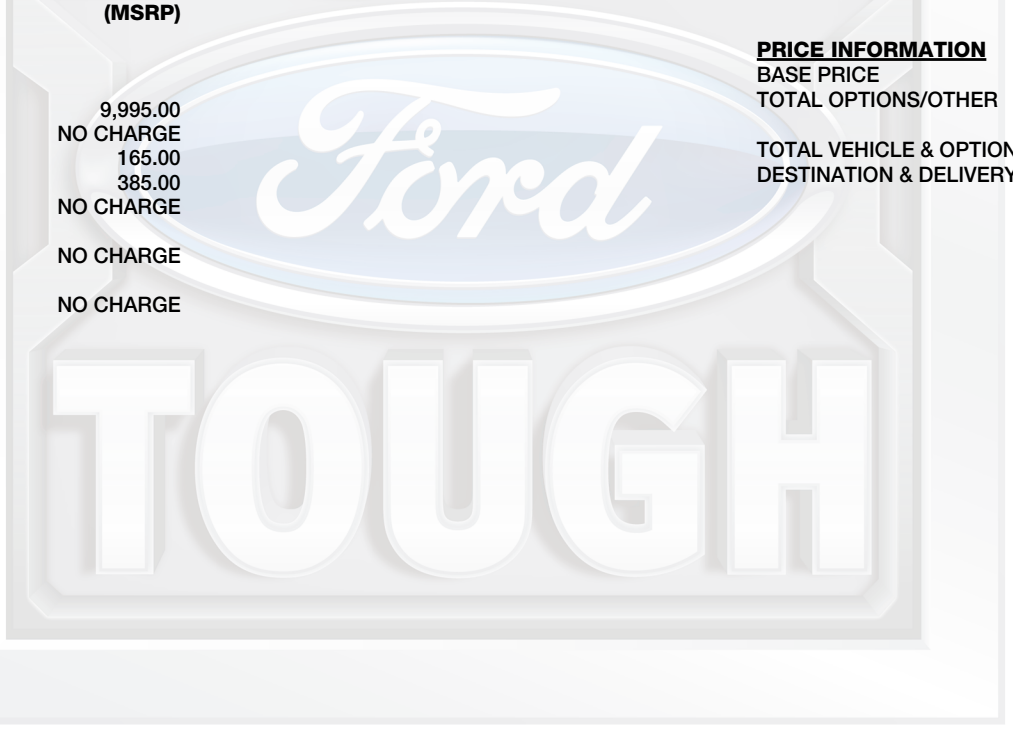 (MSRP)
9,995.00
NO CHARGE
165.00
385.00
NO CHARGE
NO CHARGE
NO CHARGE
PRICE INFORMATION
BASE PRICE
TOTAL OPTIONS/OTHER
TOTAL VEHICLE & OPTION
DESTINATION & DELIVERY
Ford
TOUGH